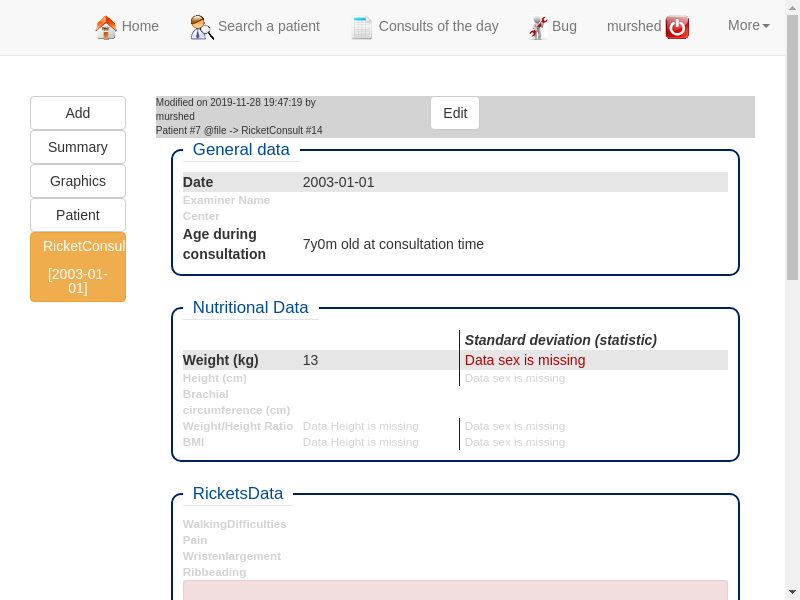 Home Search a patient Consults of the day Bug murshed More
Add
Summary
Graphics
Patient
RicketConsul
[2003-01-
01]
Modified on 2019-11-28 19:47:19 by
murshed
Patient #7 @file -> RicketConsult #14
Edit
General data
Date 2003-01-01
Examiner Name
Center
Age during
consultation
7y0m old at consultation time
Nutritional Data
Standard deviation (statistic)
Weight (kg) 13 Data sex is missing
Height (cm) Data sex is missing
Brachial
circumference (cm)
Weight/Height Ratio Data Height is missing Data sex is missing
BMI Data Height is missing Data sex is missing
RicketsData
WalkingDifficulties
Pain
Wristenlargement
Ribbeading